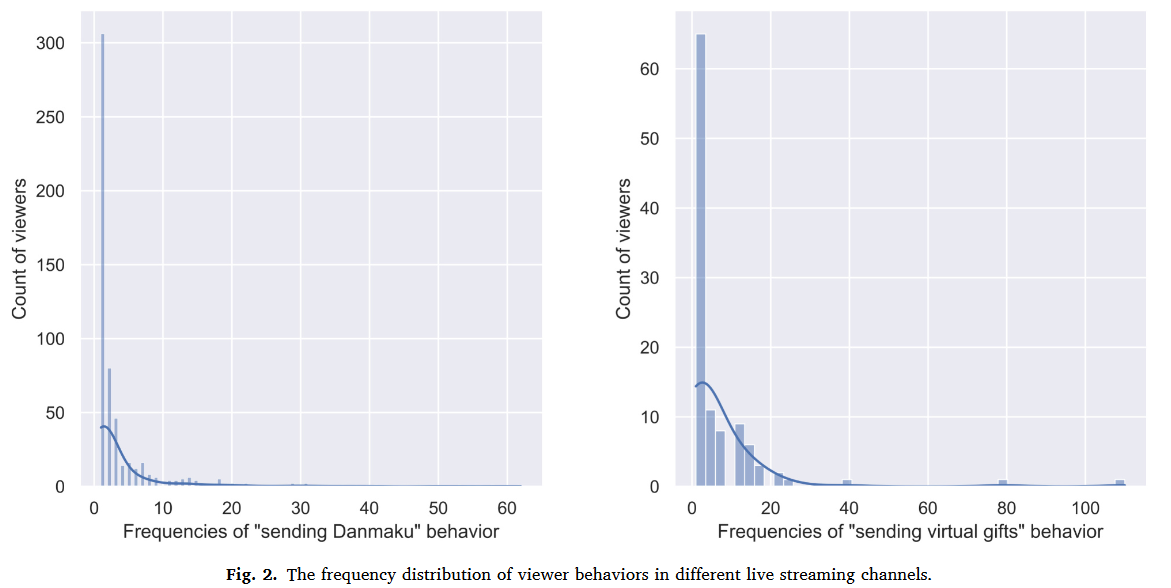 300
250
200
150
100
50
0
Count of viewers
0 10 20 30 40 50 60
Frequencies of "sending Danmaku" behavior
60
50
40
30
20
10
0
Count of viewers
0 20 40 60 80 100
Frequencies of "sending virtual gifts" behavior
Fig. 2. The frequency distribution of viewer behaviors in different live streaming channels.